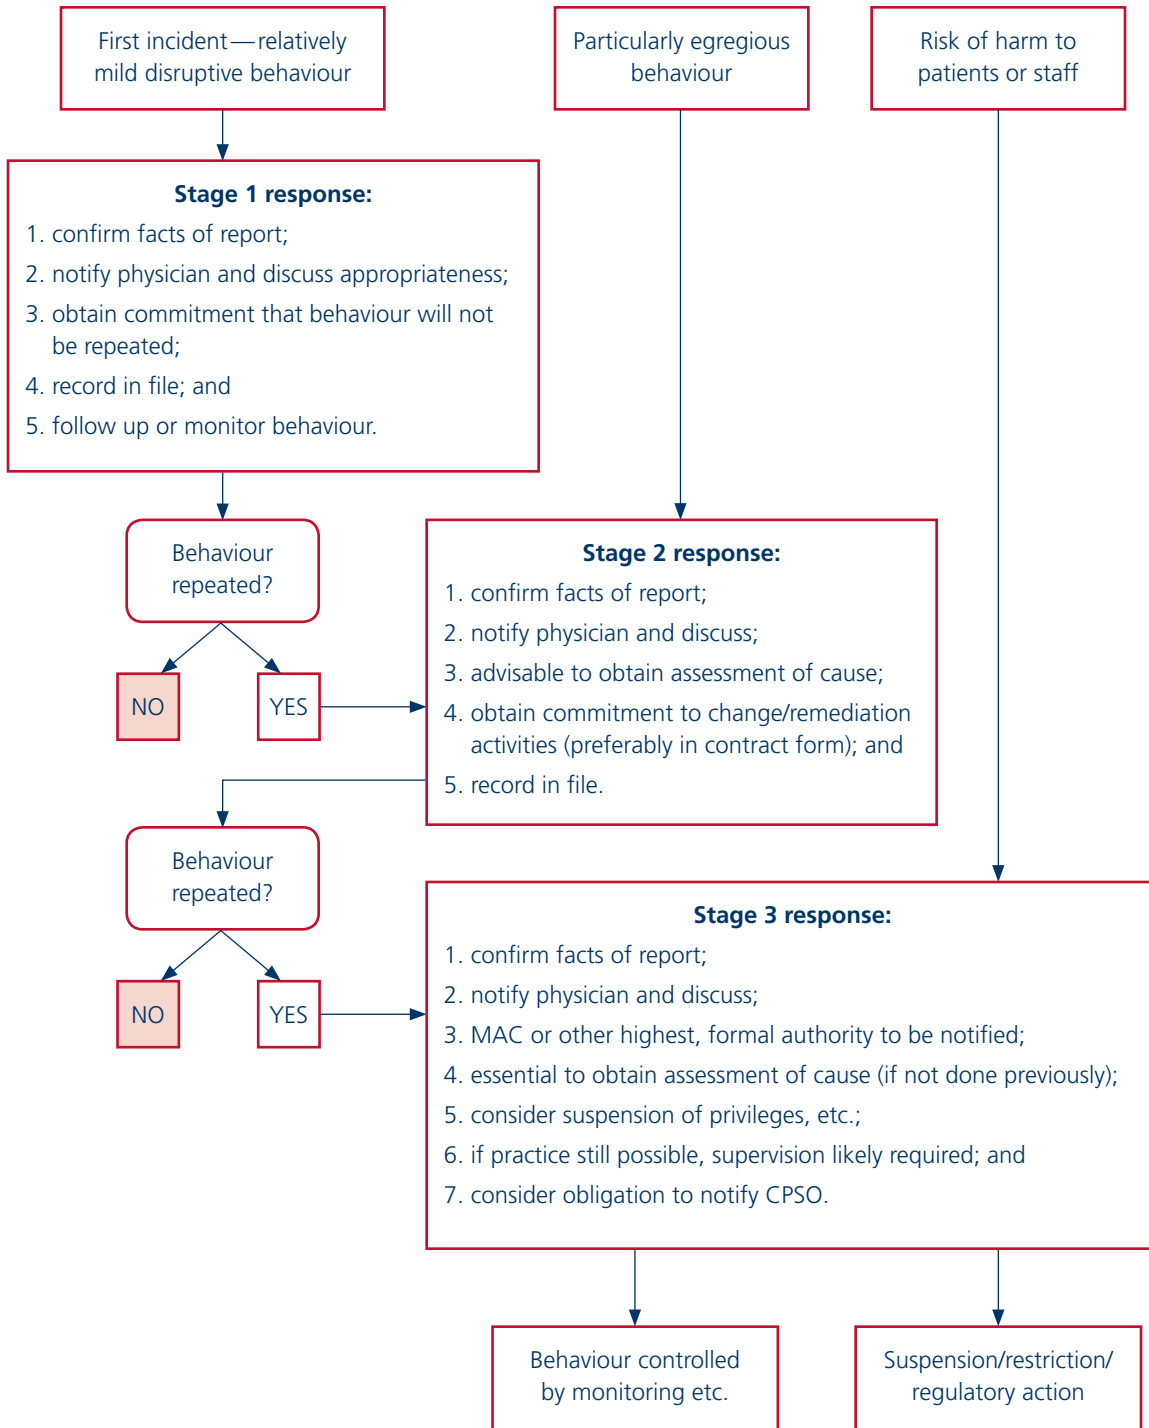 First incident — relatively
mild disruptive behaviour
Particularly egregious
behaviour
Risk of harm to
patients or staff
Stage 1 response:
1. confirm facts of report;
2. notify physician and discuss appropriateness;
3. obtain commitment that behaviour will not
be repeated;
4. record in file; and
5. follow up or monitor behaviour.
Behaviour
repeated?
NO
YES
Stage 2 response:
1. confirm facts of report;
2. notify physician and discuss;
3. advisable to obtain assessment of cause;
4. obtain commitment to change/remediation
activities (preferably in contract form); and
5. record in file.
Behaviour
repeated?
NO
YES
Stage 3 response:
1. confirm facts of report;
2. notify physician and discuss;
3. MAC or other highest, formal authority to be notified;
4. essential to obtain assessment of cause (if not done previously);
5. consider suspension of privileges, etc.;
6. if practice still possible, supervision likely required; and
7. consider obligation to notify CPSO.
Behaviour controlled
by monitoring etc.
Suspension/restriction/
regulatory action